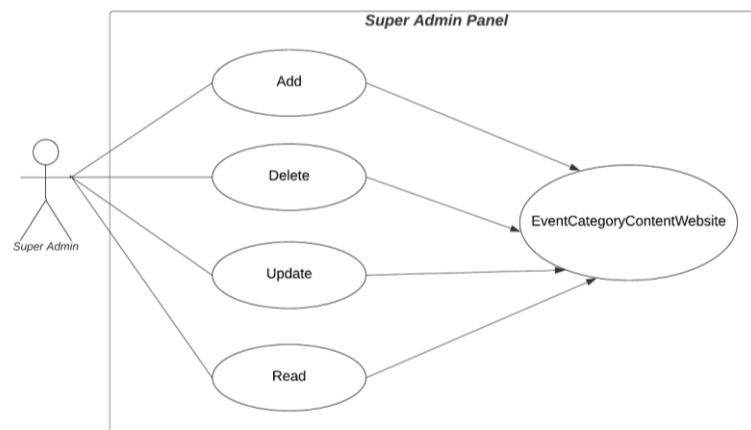 Super Admin Panel
Add
Delete
EventCategoryContentWebsite
Super Admin
Update
Read